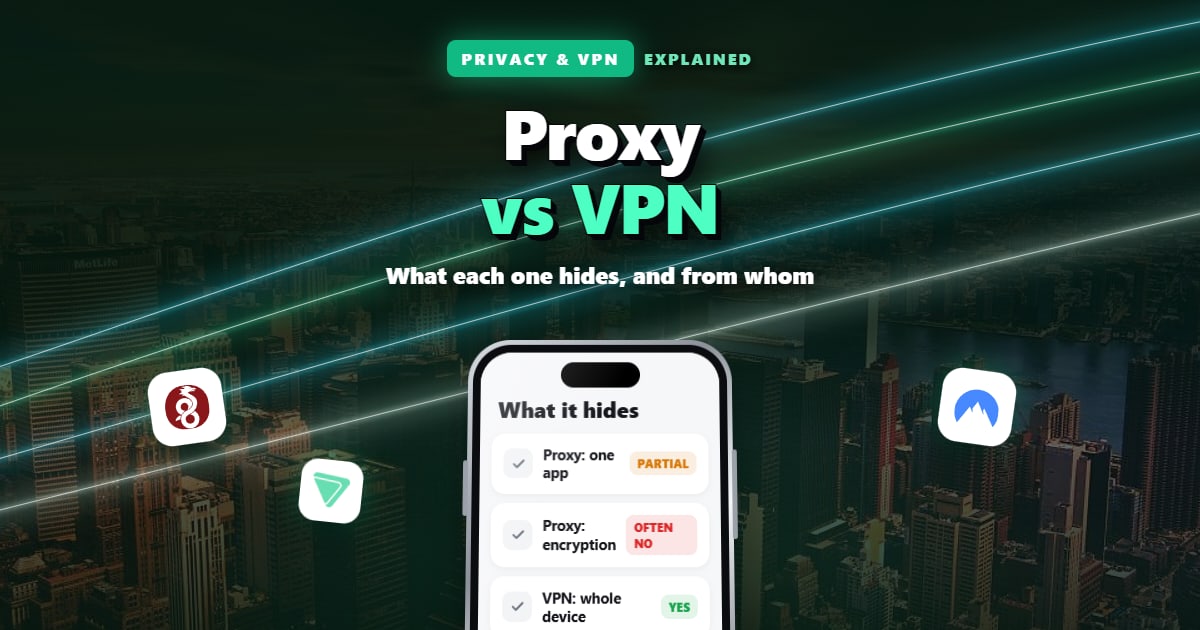 PRIVACY & VPN EXPLAINED
Proxy
vs VPN
What each one hides, and from whom
MetLife
What it hides
Proxy: one
app
PARTIAL
Proxy:
encryption
OFTEN
NO
VPN: whole
device
YES